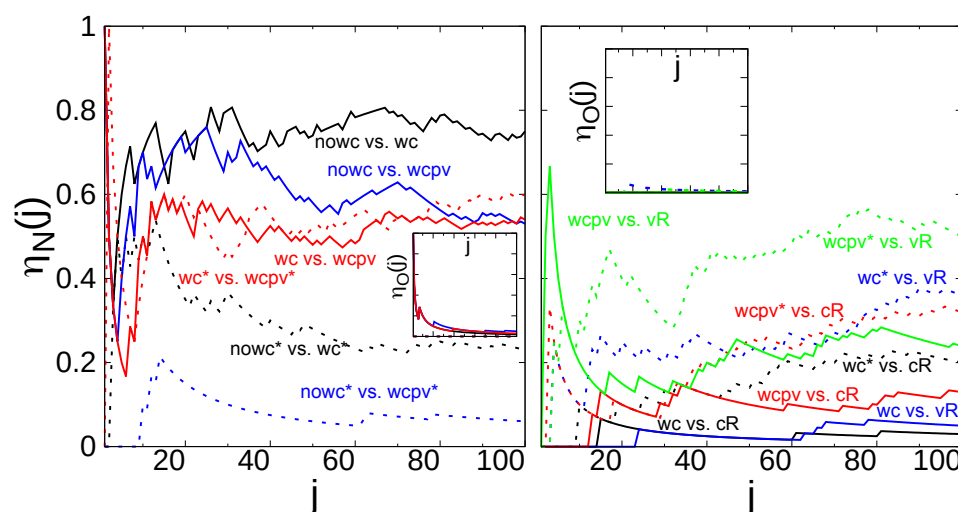 1
0.8
0.6
0.4
0.2
0
η_N(j)
nowc vs. wc
nowc vs. wcpv
wc vs. wcpv
wc* vs. wcpv*
nowc* vs. wc*
nowc* vs. wcpv*
j
η_O(j)
20 40 60 80 100
j
j
η_O(j)
wcpv vs. vR
wcpv* vs. vR
wc* vs. vR
wcpv* vs. cR
wc* vs. cR
wcpv vs. cR
wc vs. vR
wc vs. cR
20 40 60 80 100
j